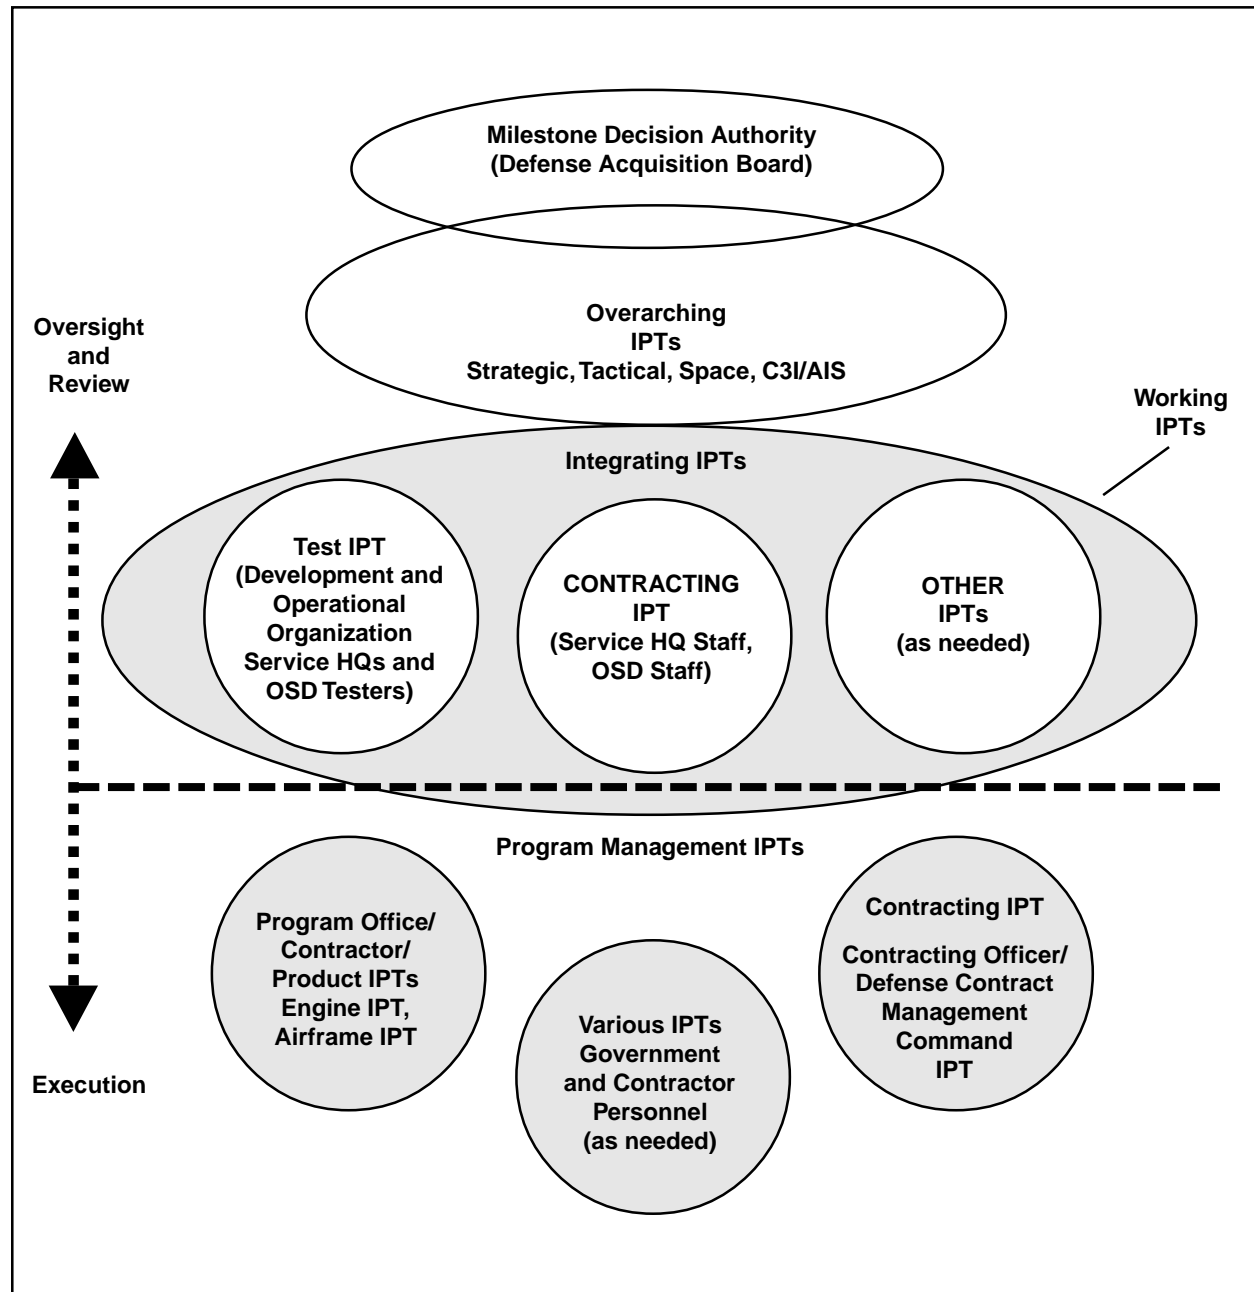 Milestone Decision Authority
(Defense Acquisition Board)
Overarching
IPTs
Strategic, Tactical, Space, C3I/AIS
Oversight
and
Review
Working
IPTs
Integrating IPTs
Test IPT
(Development and
Operational
Organization
Service HQs and
OSD Testers)
CONTRACTING
IPT
(Service HQ Staff,
OSD Staff)
OTHER
IPTs
(as needed)
Program Management IPTs
Program Office/
Contractor/
Product IPTs
Engine IPT,
Airframe IPT
Various IPTs
Government
and Contractor
Personnel
(as needed)
Contracting IPT
Contracting Officer/
Defense Contract
Management
Command
IPT
Execution